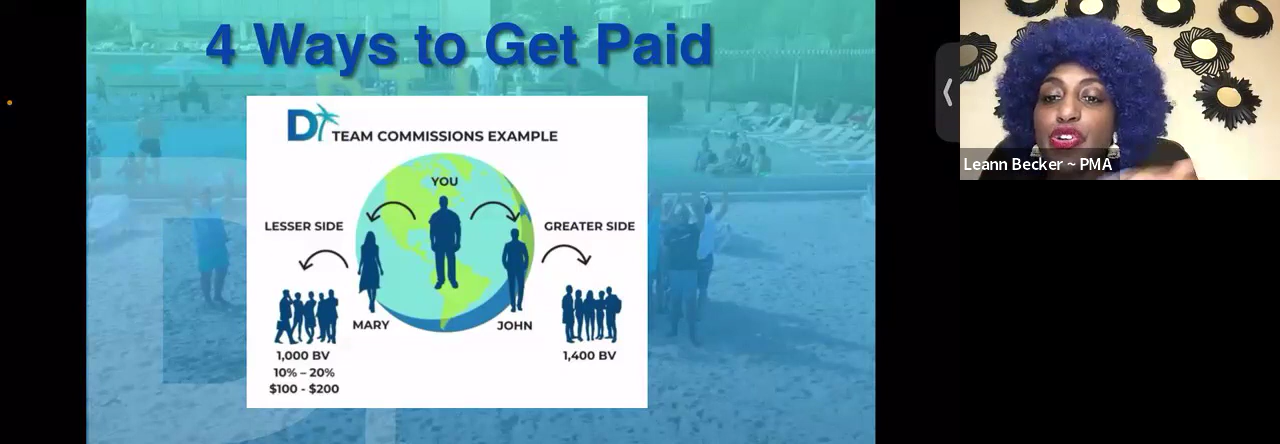 4 Ways to Get Paid
DT TEAM COMMISSIONS EXAMPLE
YOU
LESSER SIDE
GREATER SIDE
MARY
JOHN
1,000 BV
10% – 20%
$100 - $200
1,400 BV
Leann Becker ~ PMA